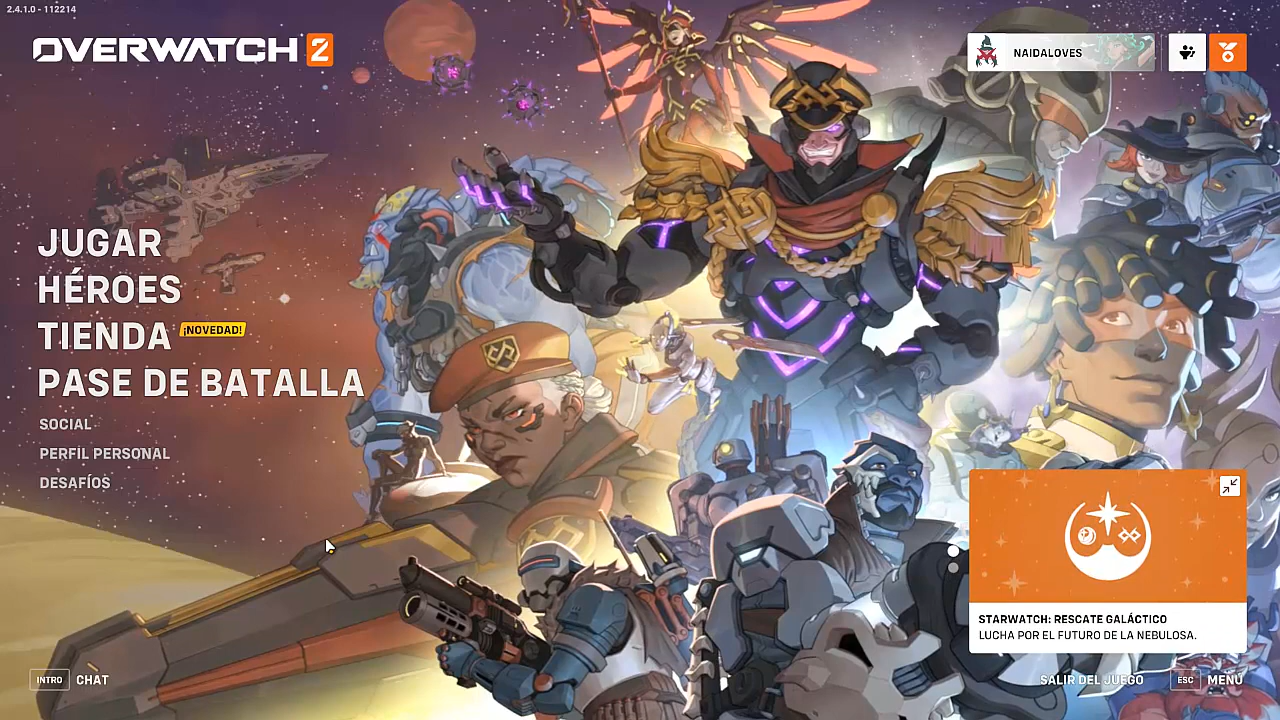 2.4.1.0 - 112214
OVERWATCH 2
NAIDALOVES
JUGAR
HÉROES
TIENDA ¡NOVEDAD!
PASE DE BATALLA
SOCIAL
PERFIL PERSONAL
DESAFÍOS
STARWATCH: RESCATE GALÁCTICO
LUCHA POR EL FUTURO DE LA NEBULOSA.
INTRO CHAT
SALIR DEL JUEGO ESC MENÚ